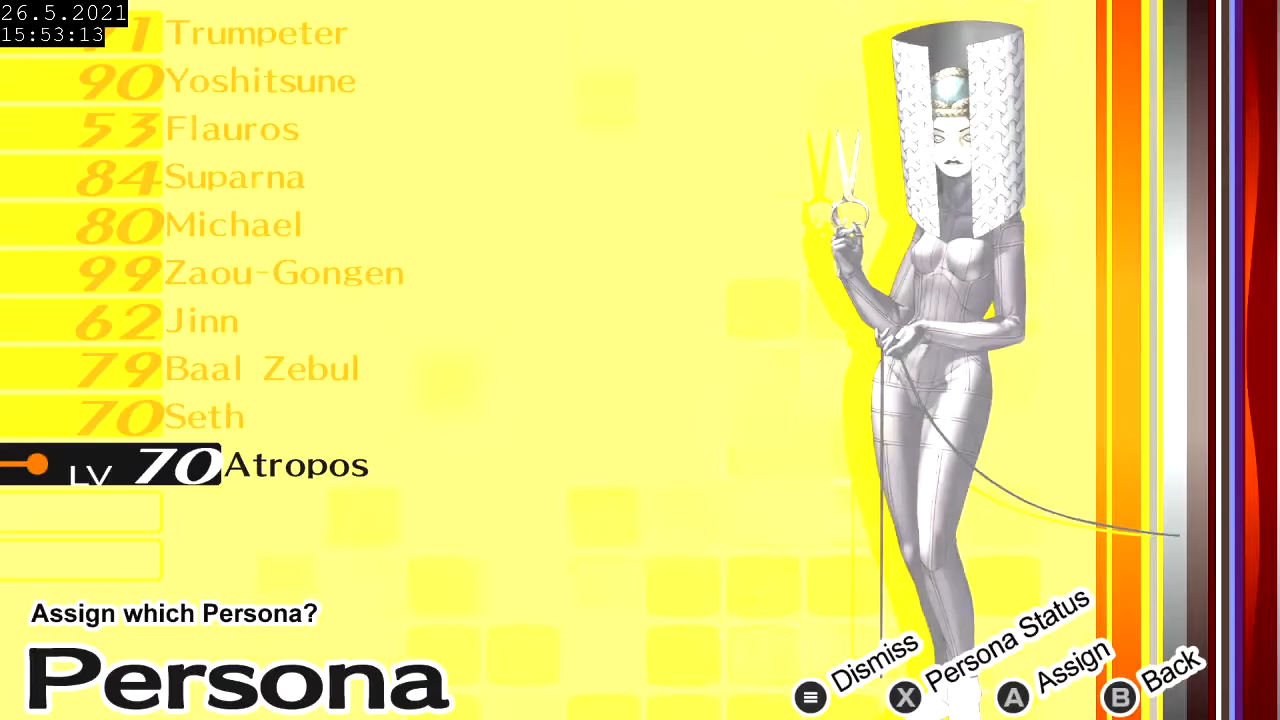 26.5.2021
15:53:13
1 Trumpeter
90 Yoshitsune
53 Flauros
84 Suparna
80 Michael
99 Zaou-Gongen
62 Jinn
79 Baal Zebul
70 Seth
LV 70 Atropos
Assign which Persona?
Persona
Dismiss
X Persona Status
A Assign
B Back